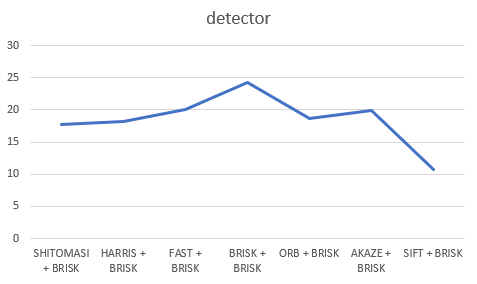 detector
30
25
20
15
10
5
0
SHITOMASI
+ BRISK
HARRIS +
BRISK
FAST +
BRISK
BRISK +
BRISK
ORB + BRISK
AKAZE +
BRISK
SIFT + BRISK